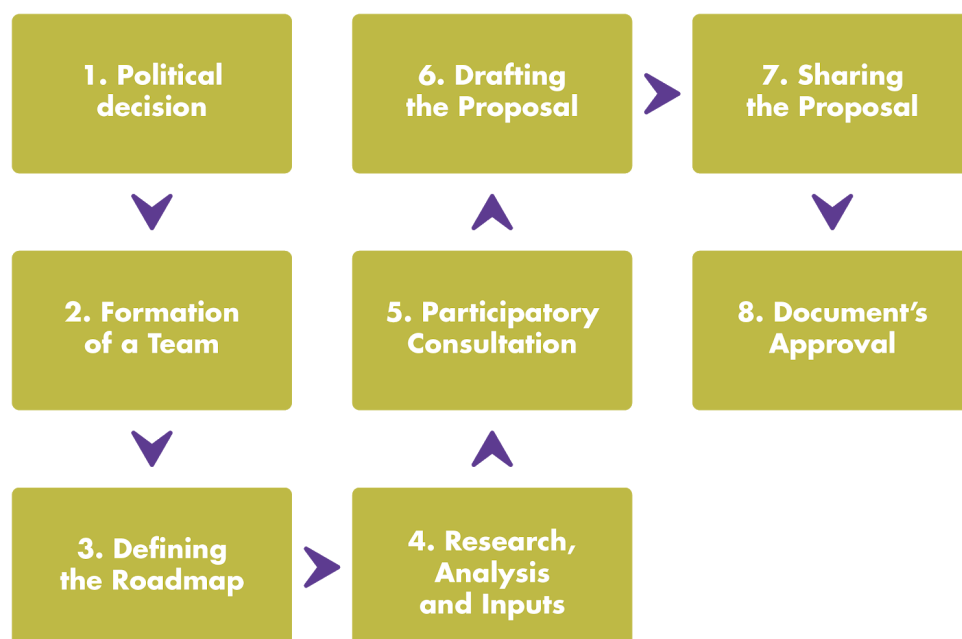 1. Political
decision
2. Formation
of a Team
3. Defining
the Roadmap
4. Research,
Analysis
and Inputs
5. Participatory
Consultation
6. Drafting
the Proposal
7. Sharing
the Proposal
8. Document’s
Approval